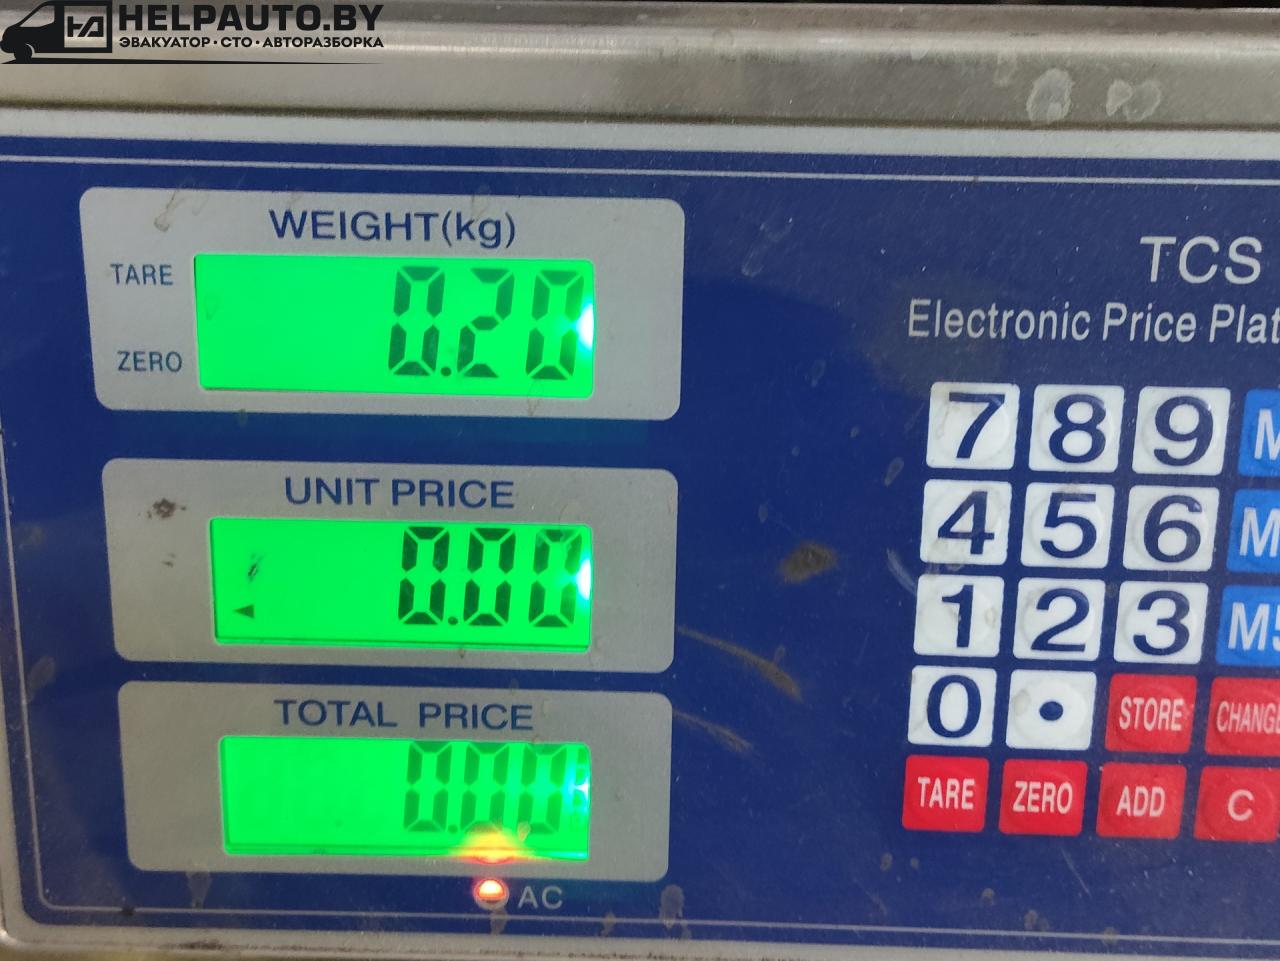 HELPAUTO.BY
ЭВАКУАТОР·СТО·АВТОРАЗБОРКА
WEIGHT(kg)
TARE
0.20
ZERO
UNIT PRICE
0.00
TOTAL PRICE
0.00
AC
TCS
Electronic Price Plat
7 8 9 M
4 5 6 M
1 2 3 M5
0 • STORE CHANGE
TARE ZERO ADD C